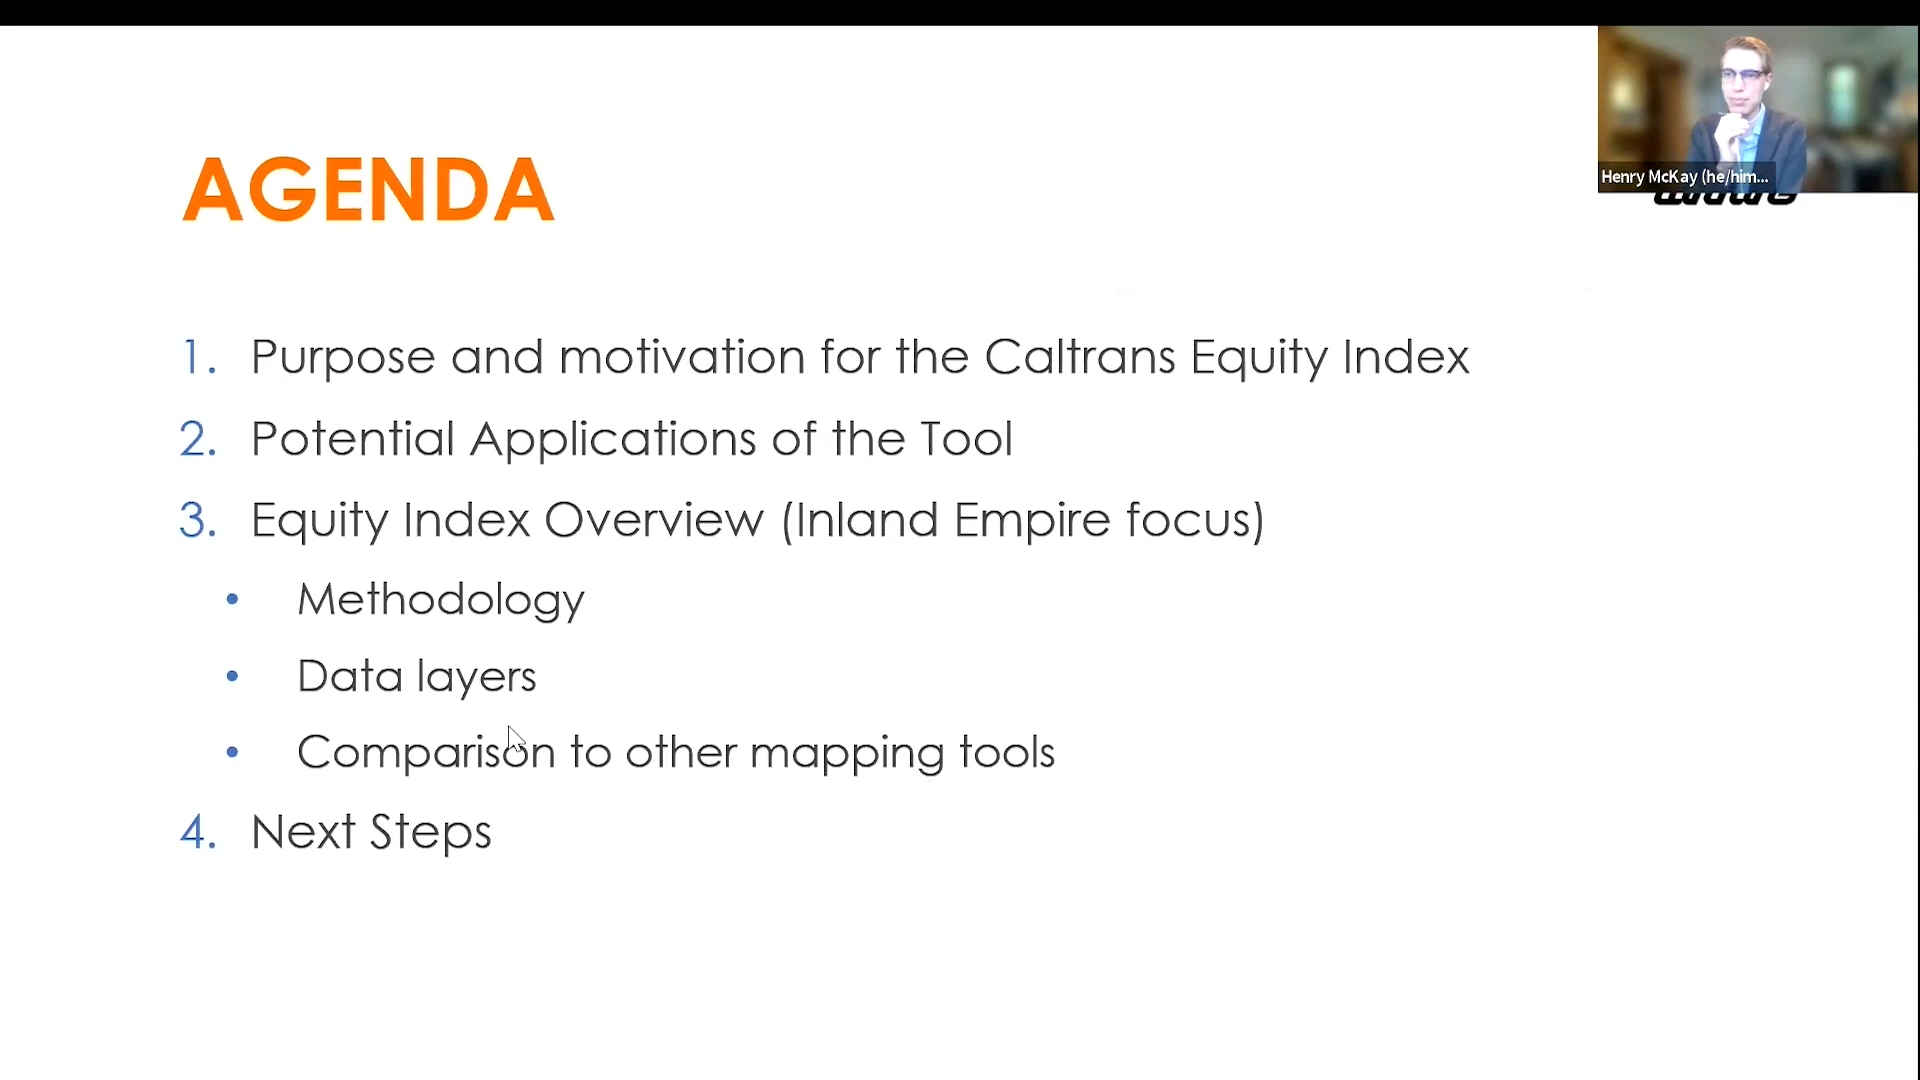 Henry McKay (he/him...
AGENDA
1. Purpose and motivation for the Caltrans Equity Index
2. Potential Applications of the Tool
3. Equity Index Overview (Inland Empire focus)
• Methodology
• Data layers
• Comparison to other mapping tools
4. Next Steps